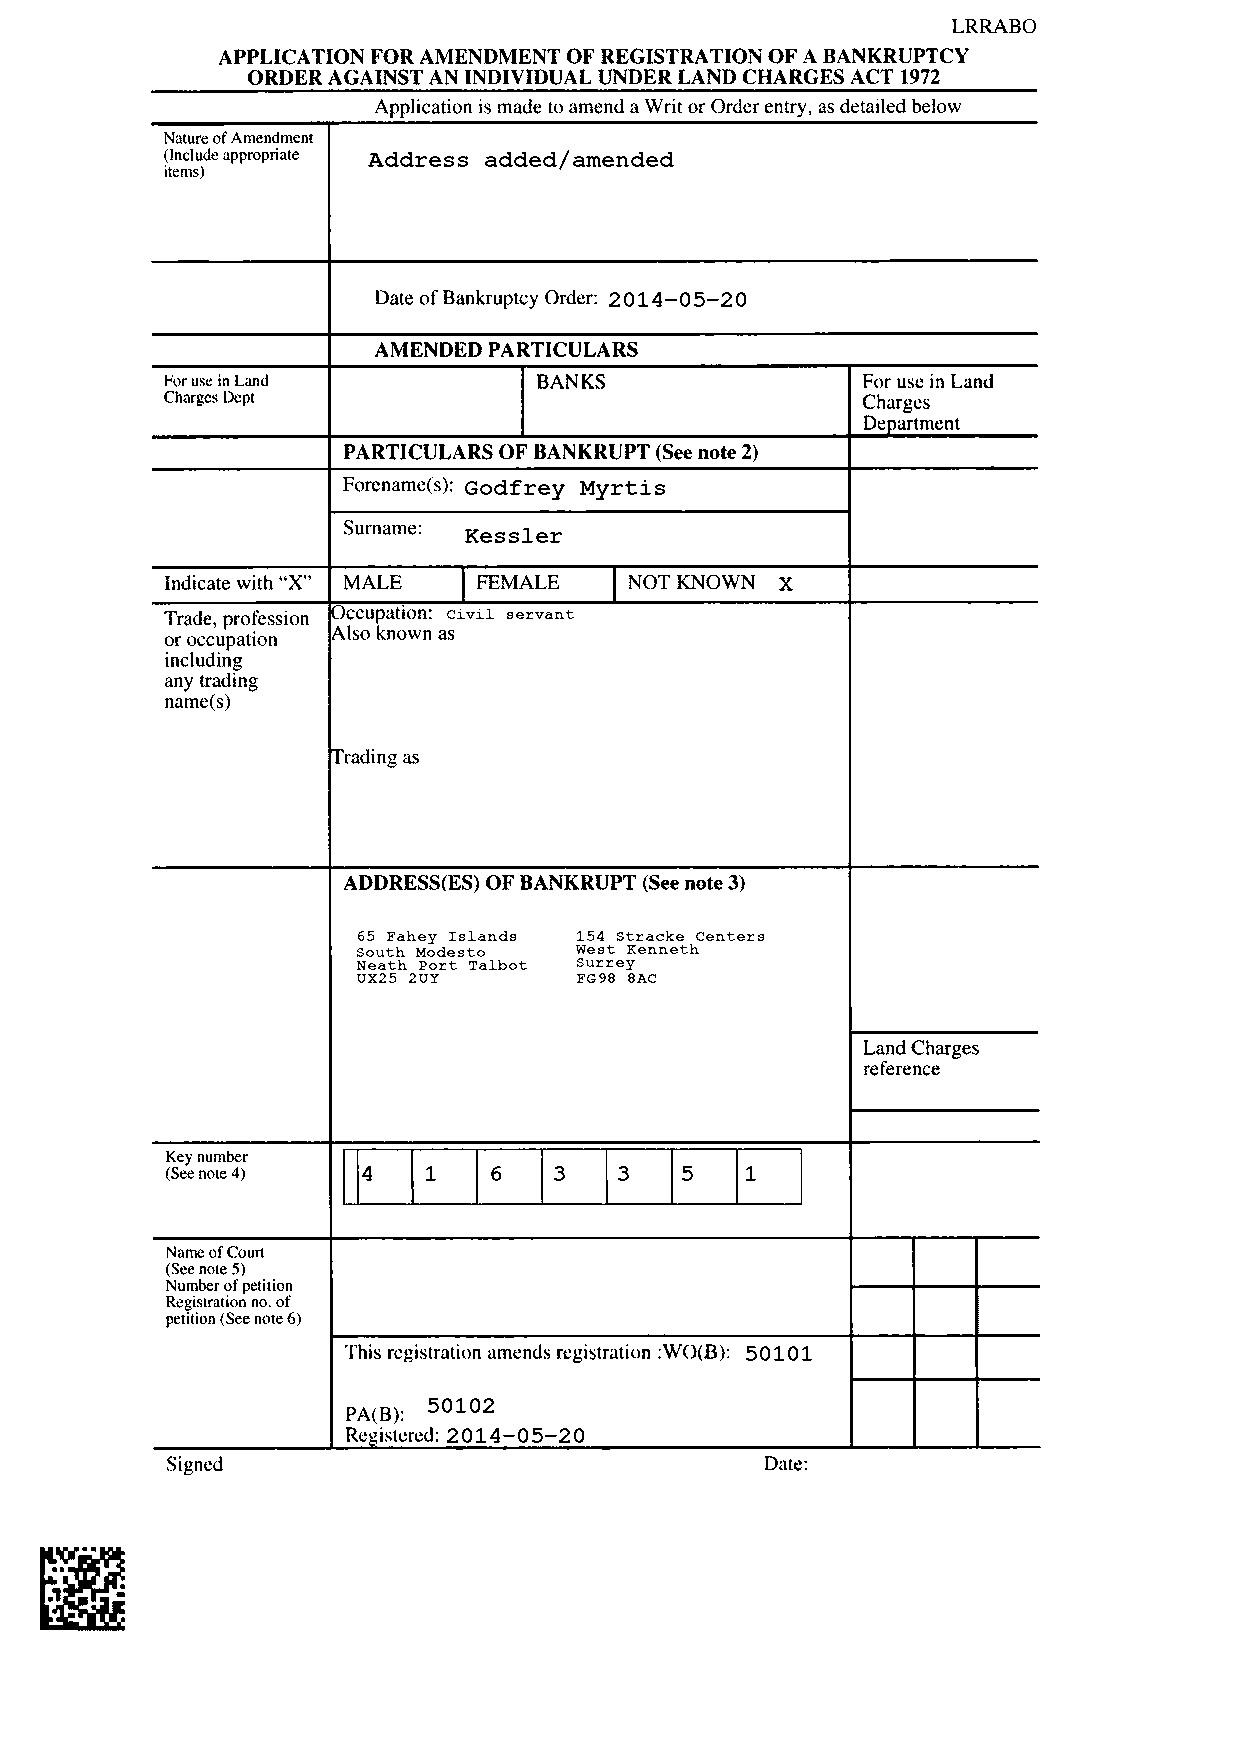 LRRABO
APPLICATION FOR AMENDMENT OF REGISTRATION OF A BANKRUPTCY
ORDER AGAINST AN INDIVIDUAL UNDER LAND CHARGES ACT 1972
Application is made to amend a Writ or Order entry, as detailed below
Nature of Amendment
(Include appropriate
items)
Address added/amended
Date of Bankruptcy Order: 2014-05-20
AMENDED PARTICULARS
For use in Land
Charges Dept
BANKS
For use in Land
Charges
Department
PARTICULARS OF BANKRUPT (See note 2)
Forename(s): Godfrey Myrtis
Surname: Kessler
Indicate with “X” MALE FEMALE NOT KNOWN X
Trade, profession
or occupation
including
any trading
name(s)
Occupation: Civil servant
Also known as
Trading as
ADDRESS(ES) OF BANKRUPT (See note 3)
65 Fahey Islands
South Modesto
Neath Port Talbot
UX25 2UY
154 Stracke Centers
West Kenneth
Surrey
FG98 8AC
Land Charges
reference
Key number
(See note 4)
4 1 6 3 3 5 1
Name of Court
(See note 5)
Number of petition
Registration no. of
petition (See note 6)
This registration amends registration :WO(B): 50101
PA(B): 50102
Registered: 2014-05-20
Signed Date: